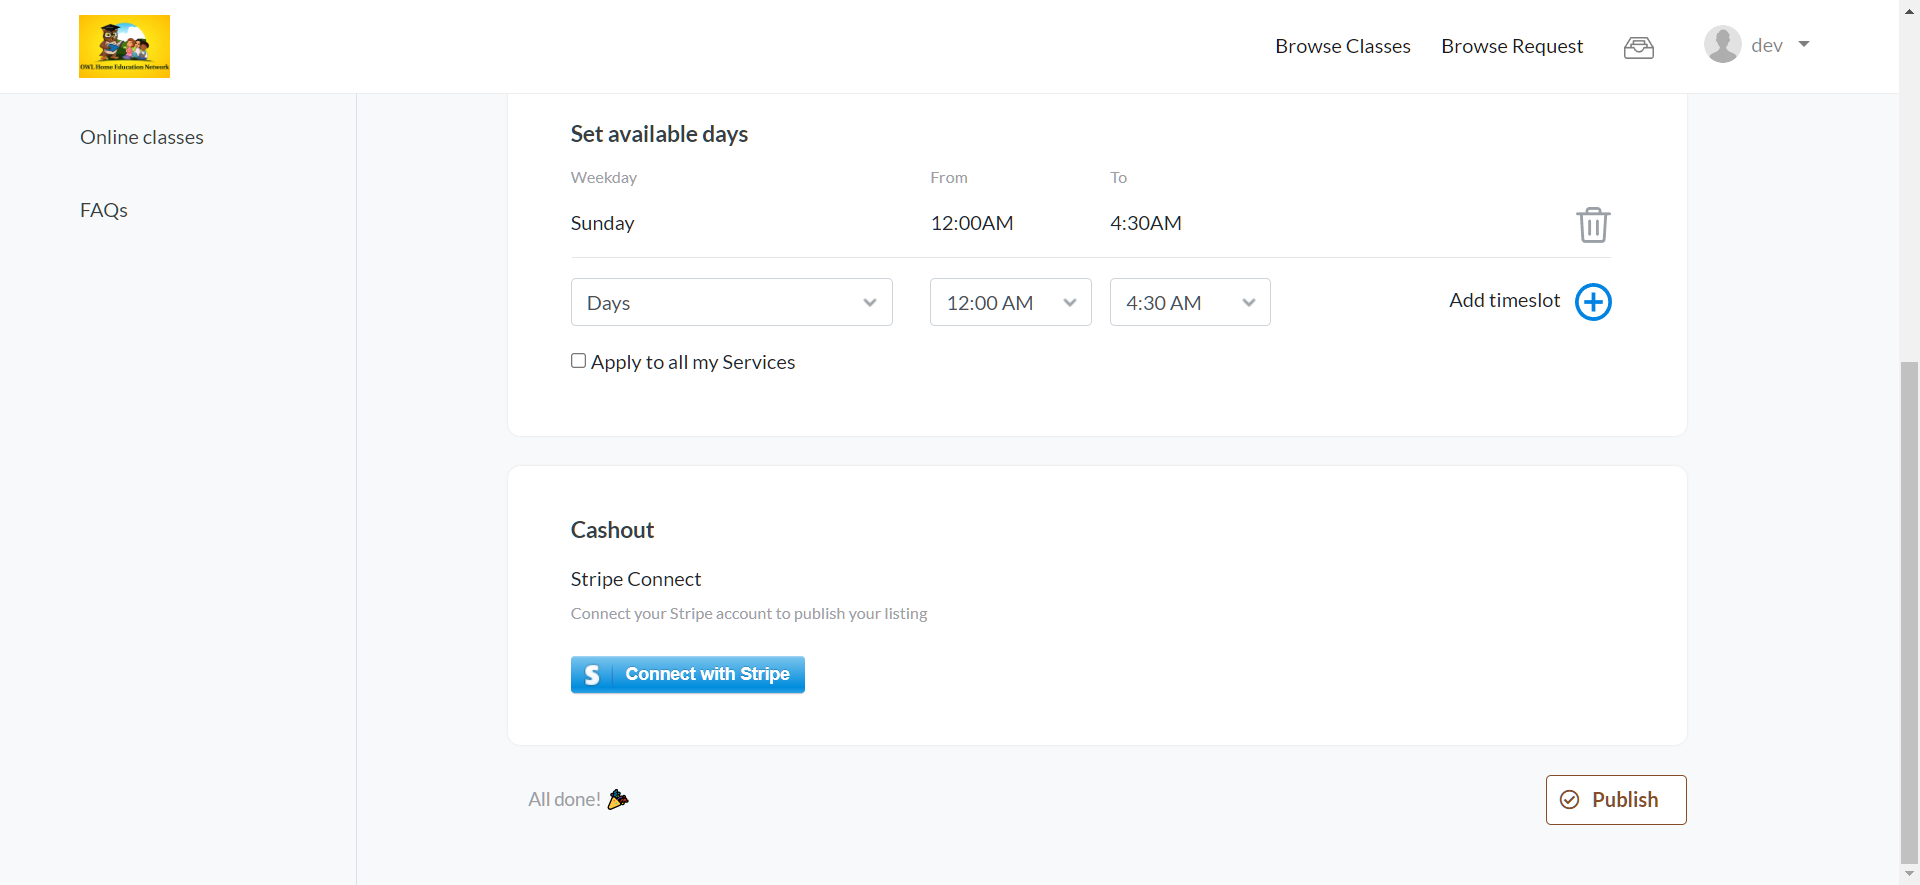 OWL Home Education Network
Browse Classes
Browse Request
dev
Online classes
FAQs
Set available days
Weekday From To
Sunday 12:00AM 4:30AM
Days 12:00 AM 4:30 AM Add timeslot
Apply to all my Services
Cashout
Stripe Connect
Connect your Stripe account to publish your listing
S Connect with Stripe
All done!
Publish